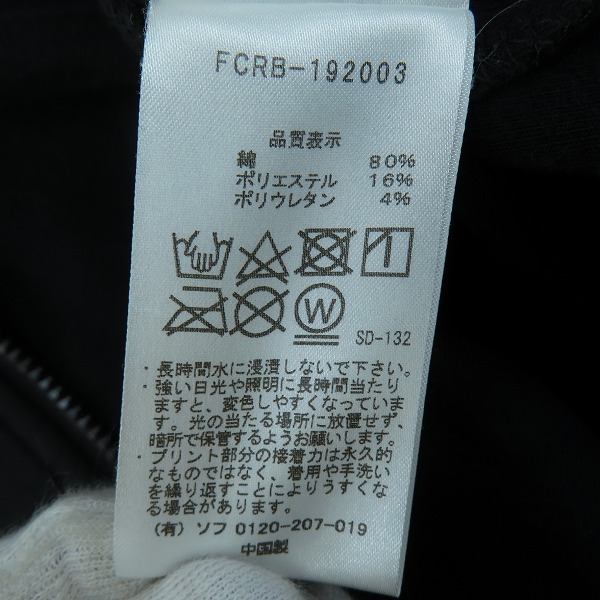 FCRB-192003
品質表示
綿 80%
ポリエステル 16%
ポリウレタン 4%
W
SD-132
・長時間水に浸漬しないで下さい。
・強い日光や照明に長時間当たり
ますと、変色しやすくなっていま
す。光の当たる場所に放置せず、
暗所で保管するようお願いします。
・プリント部分の接着力は永久的
なものではなく、着用や手洗い
を繰り返すことによりうすくな
る場合があります。
(有)ソフ 0120-207-019
中国製